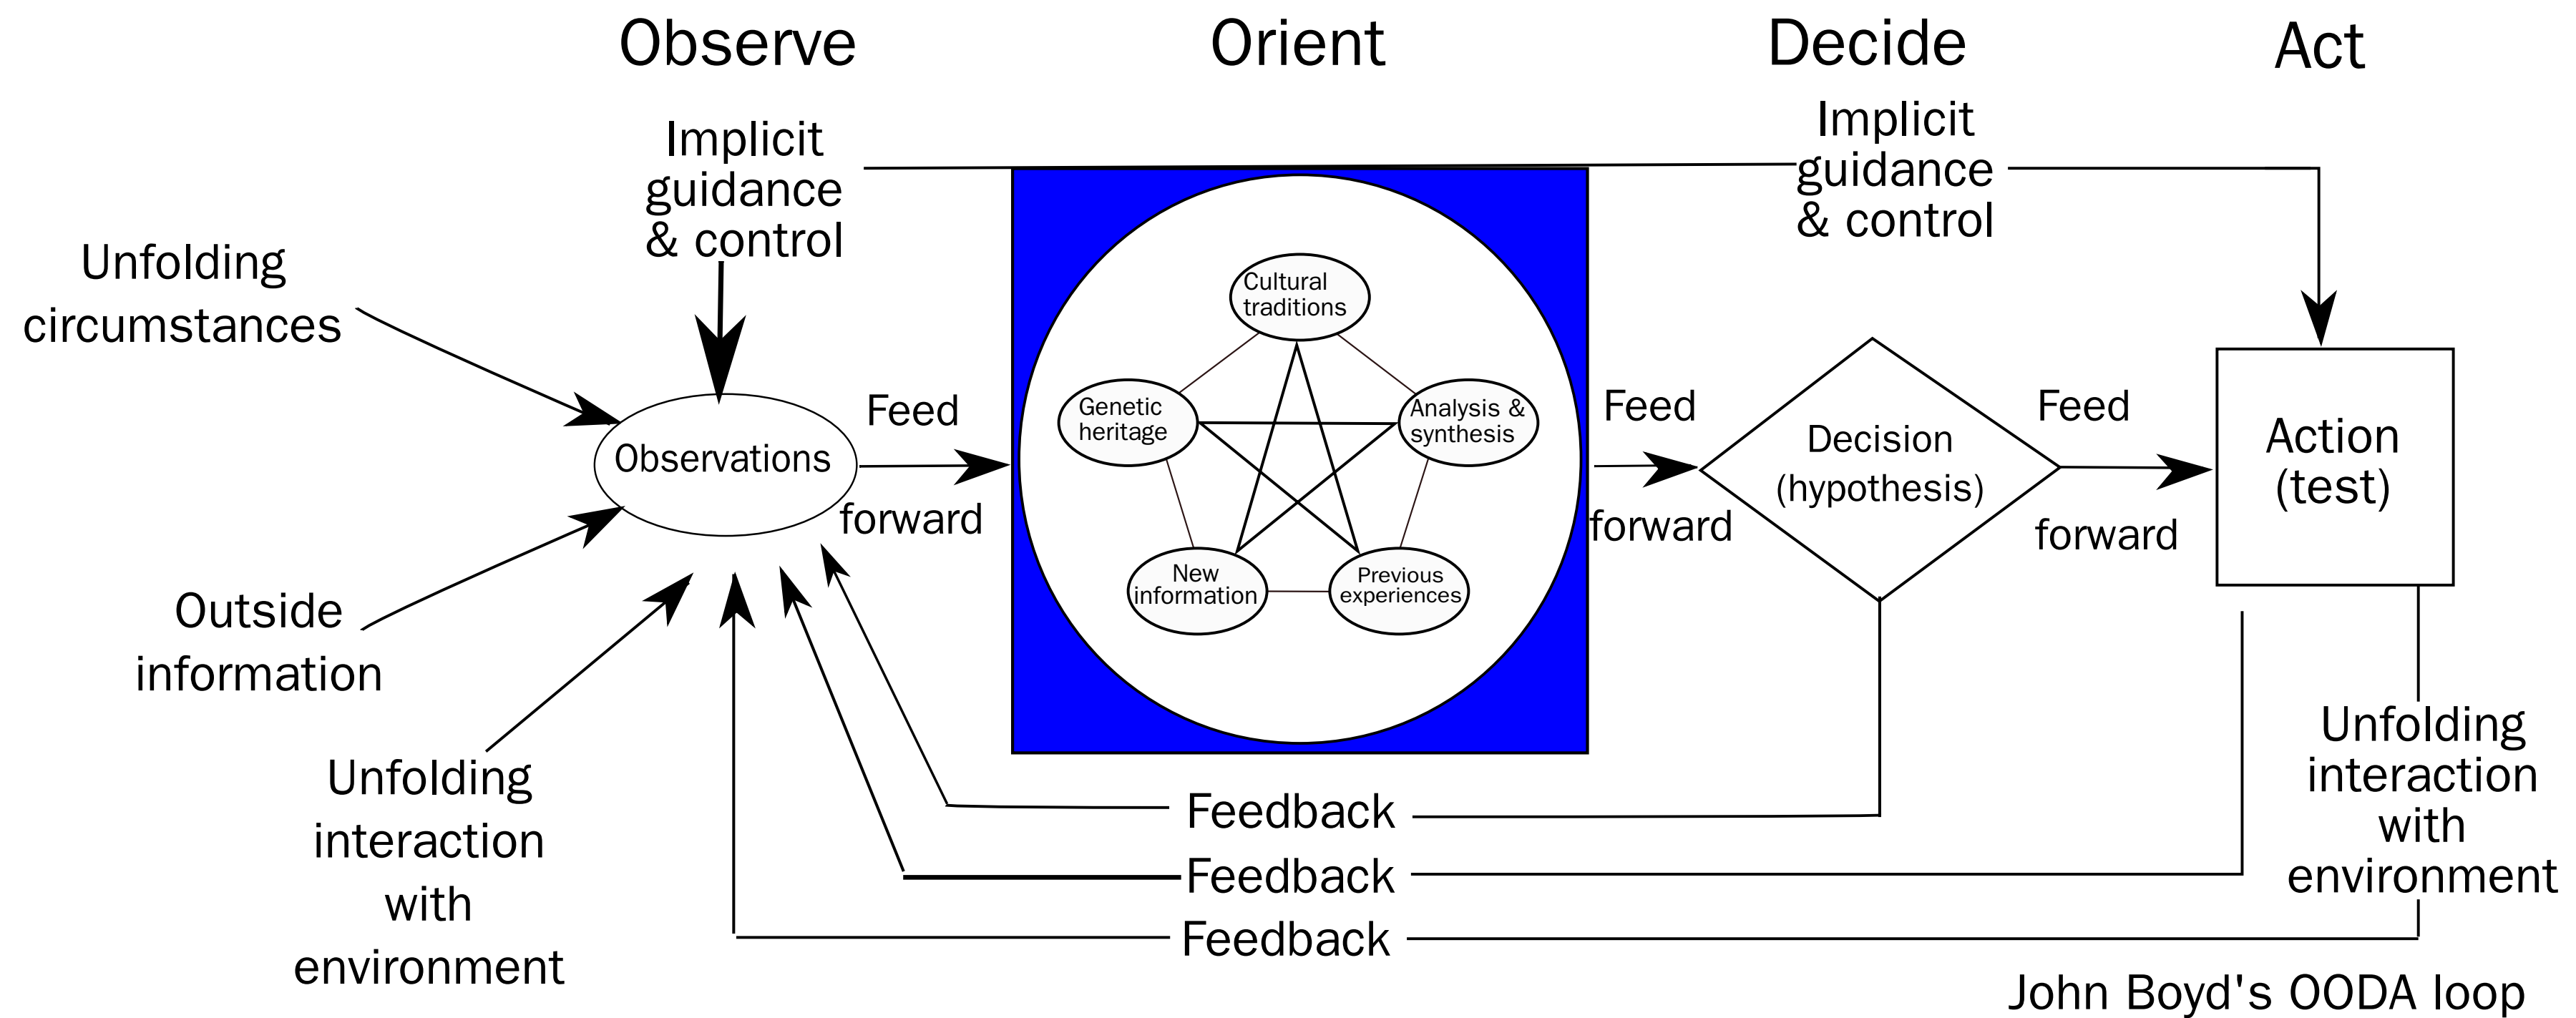 Observe
Orient
Decide
Act
Implicit
guidance
& control
Implicit
guidance
& control
Unfolding
circumstances
Observations
Feed
forward
Cultural
traditions
Genetic
heritage
Analysis &
synthesis
New
information
Previous
experiences
Feed
forward
Decision
(hypothesis)
Feed
forward
Action
(test)
Outside
information
Unfolding
interaction
with
environment
Feedback
Feedback
Feedback
Unfolding
interaction
with
environment
John Boyd's OODA loop